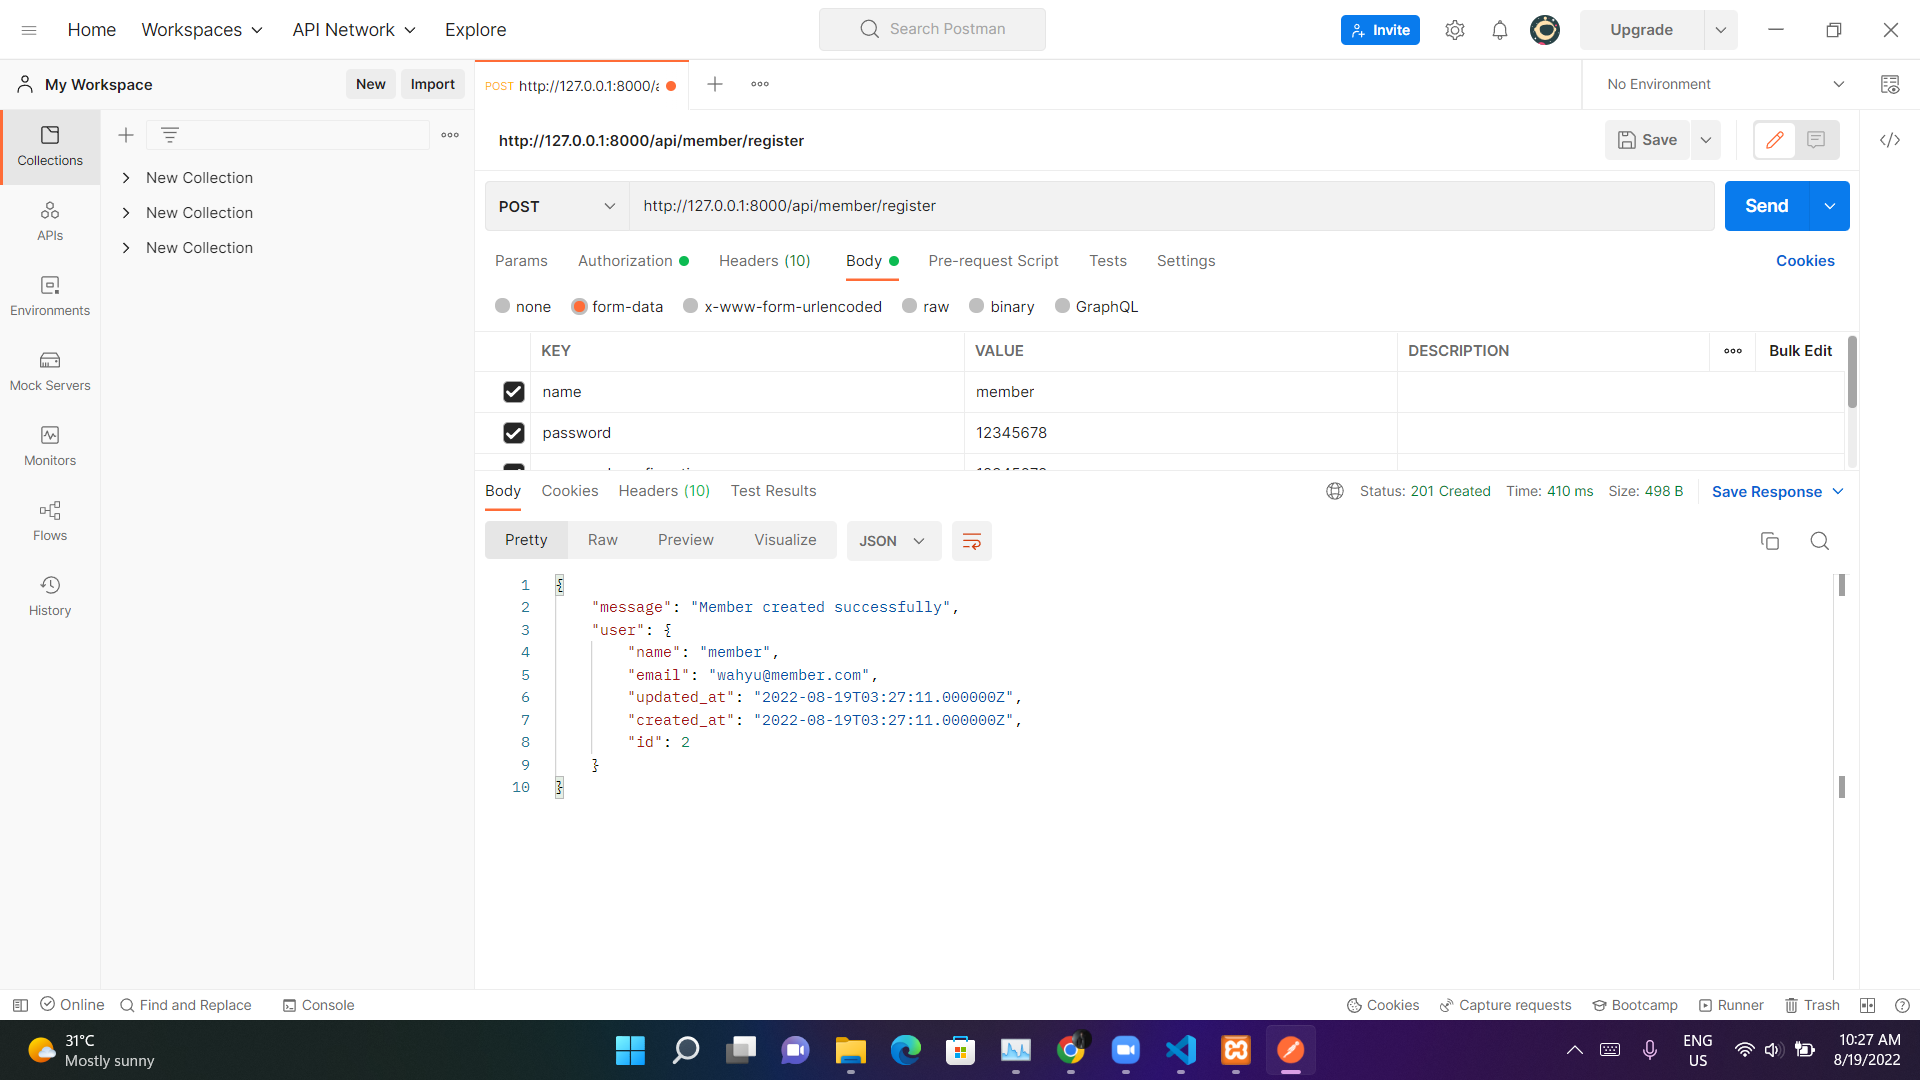 Home Workspaces API Network Explore Search Postman Invite Upgrade
My Workspace New Import POST http://127.0.0.1:8000/a No Environment
http://127.0.0.1:8000/api/member/register Save
Collections
New Collection
New Collection
New Collection
APIs
Environments
Mock Servers
Monitors
Flows
History
POST http://127.0.0.1:8000/api/member/register Send
Params Authorization Headers (10) Body Pre-request Script Tests Settings Cookies
none form-data x-www-form-urlencoded raw binary GraphQL
KEY VALUE DESCRIPTION Bulk Edit
name member
password 12345678
Body Cookies Headers (10) Test Results Status: 201 Created Time: 410 ms Size: 498 B Save Response
Pretty Raw Preview Visualize JSON
1 {
2 "message": "Member created successfully",
3 "user": {
4 "name": "member",
5 "email": "wahyu@member.com",
6 "updated_at": "2022-08-19T03:27:11.000000Z",
7 "created_at": "2022-08-19T03:27:11.000000Z",
8 "id": 2
9 }
10 }
Online Find and Replace Console Cookies Capture requests Bootcamp Runner Trash
31°C
Mostly sunny
ENG
US
10:27 AM
8/19/2022